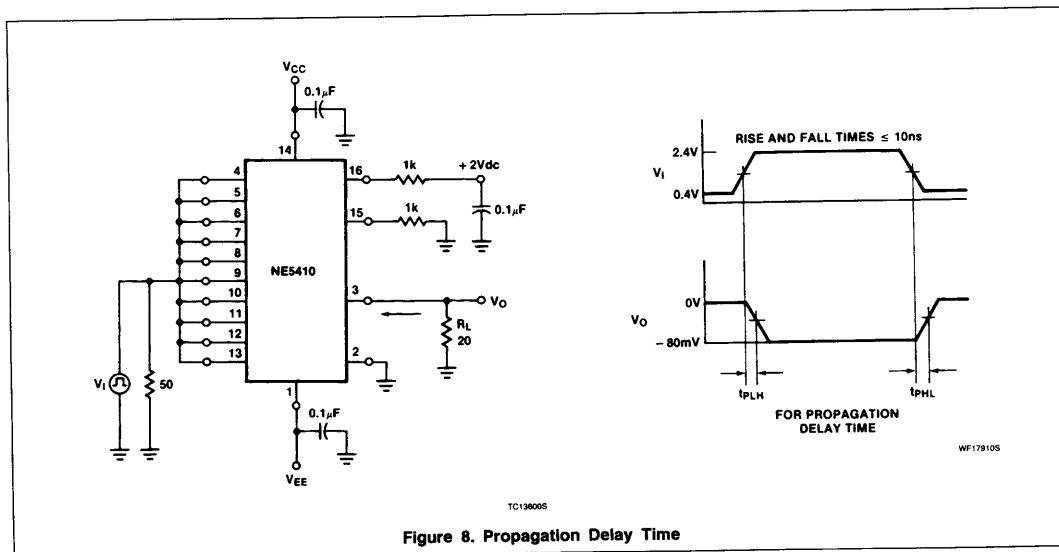 VCC
0.1μF
14
4
5
6
7
8
9
10
11
12
13
NE5410
16
1k
+ 2Vdc
0.1μF
15
1k
3
VO
RL
20
2
1
VI
50
0.1μF
VEE
TC13600S
RISE AND FALL TIMES ≤ 10ns
2.4V
VI
0.4V
0V
VO
– 80mV
tPLH
tPHL
FOR PROPAGATION
DELAY TIME
WF17910S
Figure 8. Propagation Delay Time